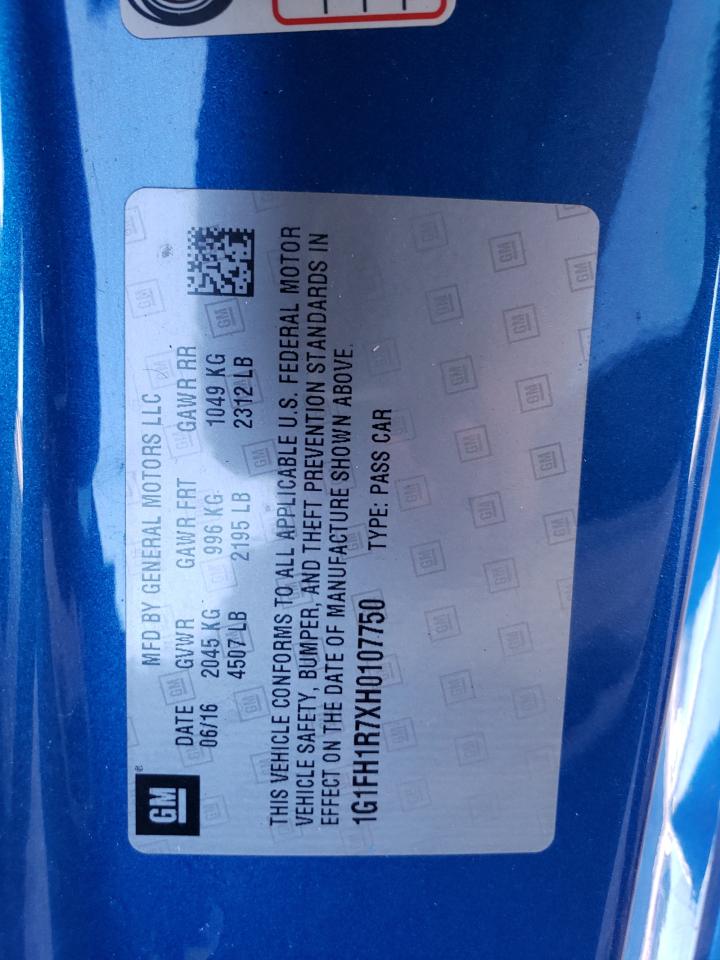 GM
MFD BY GENERAL MOTORS LLC
DATE GVWR GAWR FRT GAWR RR
06/16 2045 KG 996 KG 1049 KG
4507 LB 2195 LB 2312 LB
THIS VEHICLE CONFORMS TO ALL APPLICABLE U.S. FEDERAL MOTOR
VEHICLE SAFETY, BUMPER, AND THEFT PREVENTION STANDARDS IN
EFFECT ON THE DATE OF MANUFACTURE SHOWN ABOVE.
1G1FH1R7XH0107750 TYPE: PASS CAR